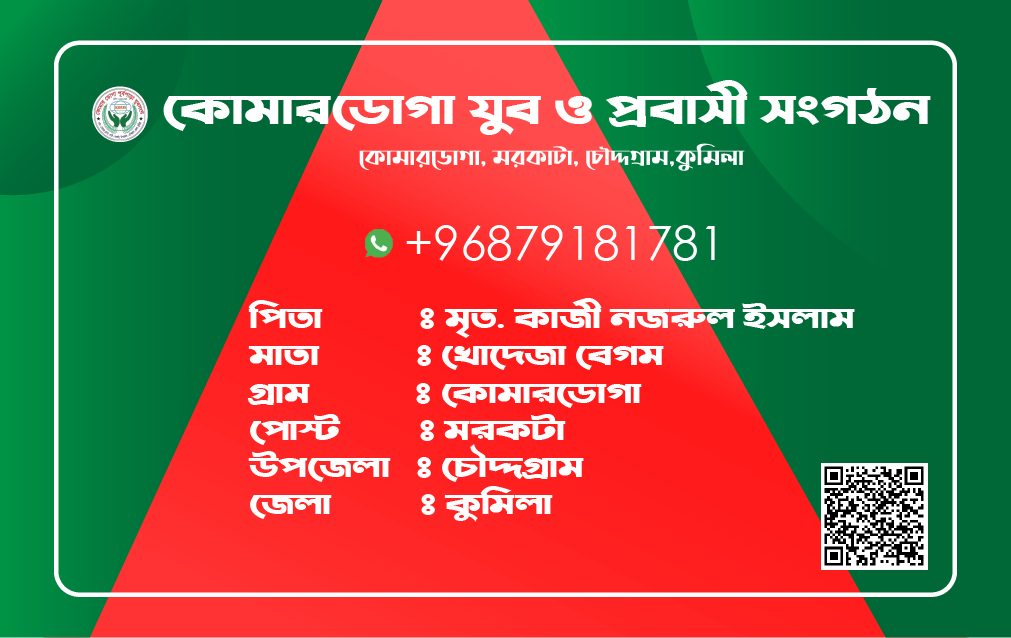 কোমারডোগা যুব ও প্রবাসী সংগঠন
কোমারডোগা, মরকাটা, চৌদ্দগ্রাম,কুমিলা
+96879181781
পিতা ঃ মৃত. কাজী নজরুল ইসলাম
মাতা ঃ খোদেজা বেগম
গ্রাম ঃ কোমারডোগা
পোস্ট ঃ মরকটা
উপজেলা ঃ চৌদ্দগ্রাম
জেলা ঃ কুমিলা